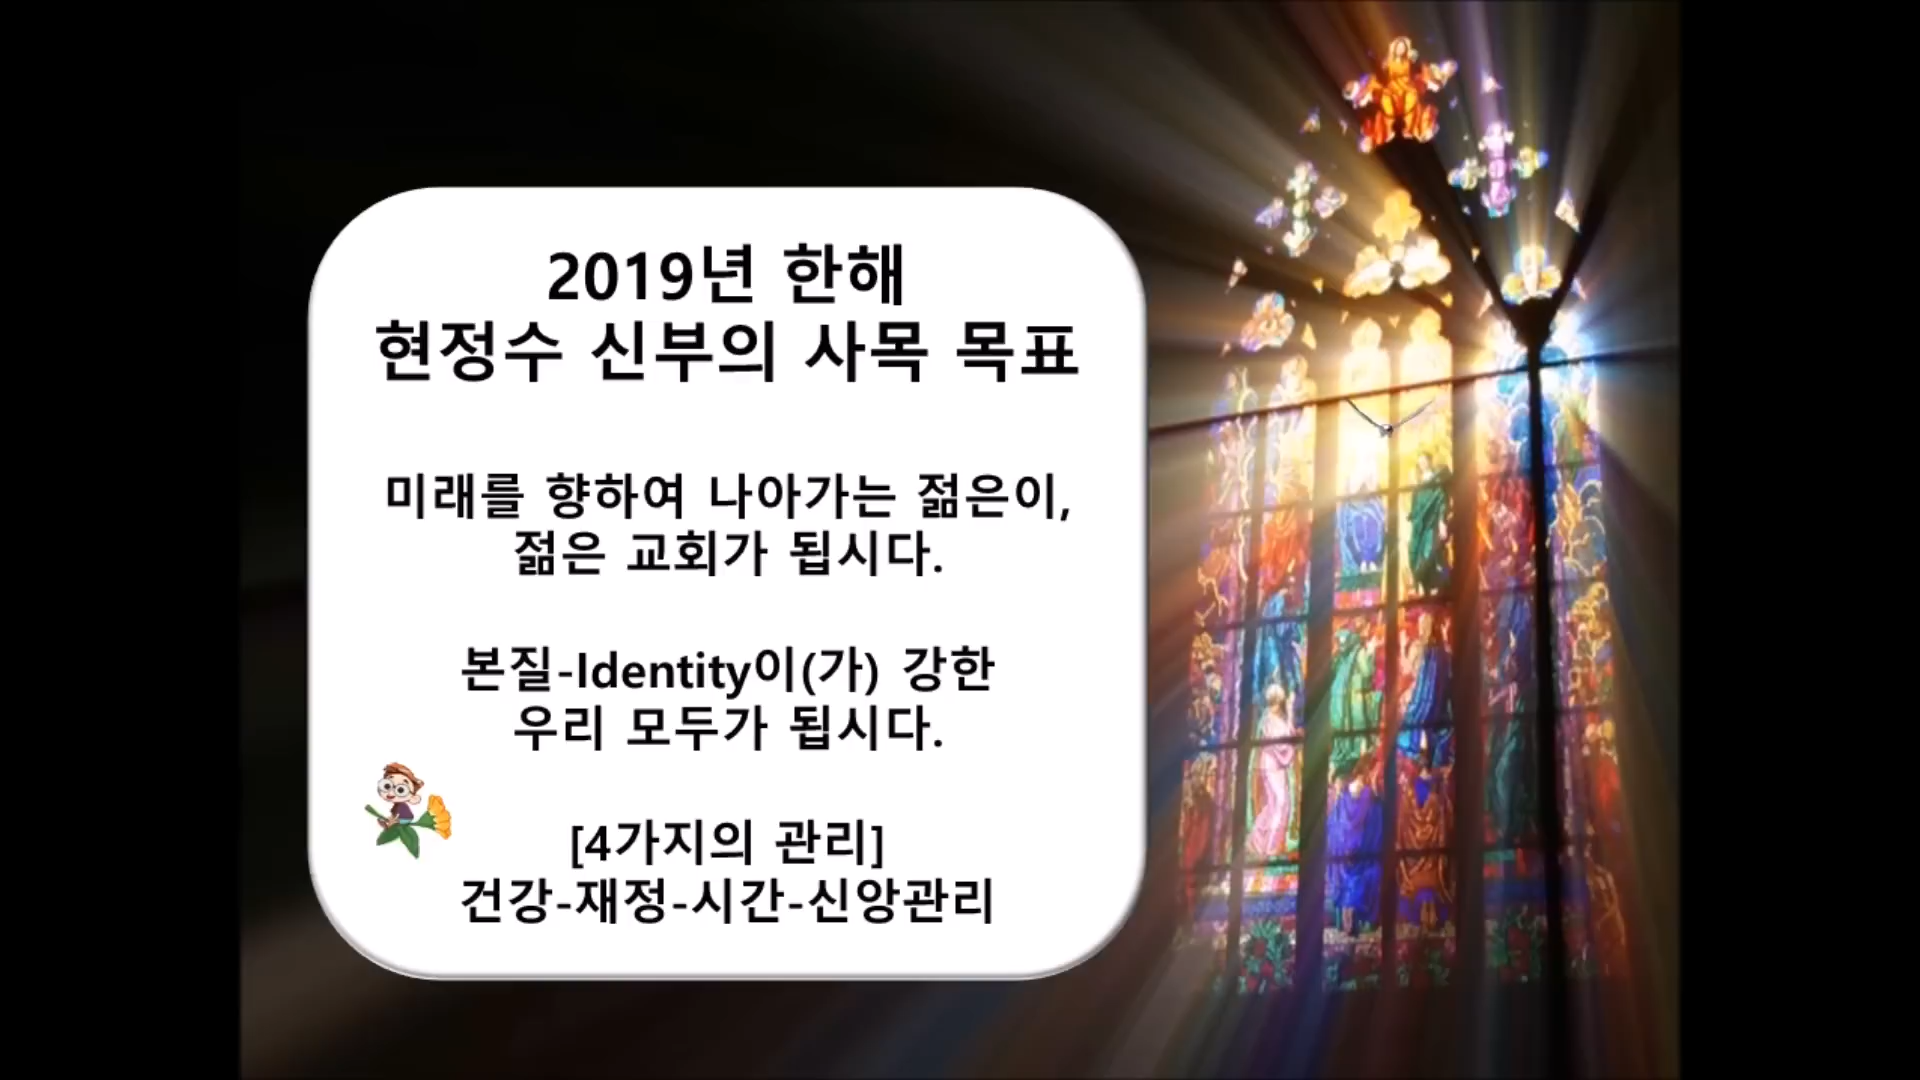 2019년 한해
현정수 신부의 사목 목표
미래를 향하여 나아가는 젊은이,
젊은 교회가 됩시다.
본질-Identity이(가) 강한
우리 모두가 됩시다.
[4가지의 관리]
건강-재정-시간-신앙관리